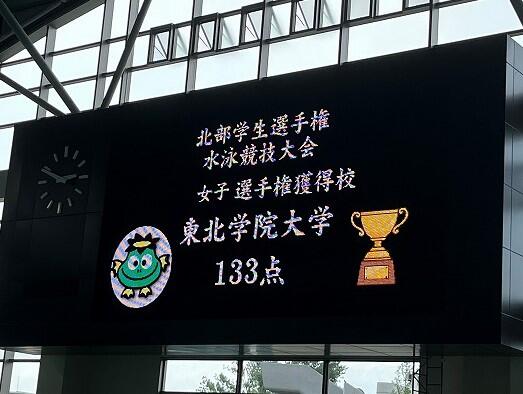 北部学生選手権
水泳競技大会
女子 選手権獲得校
東北学院大学
133点